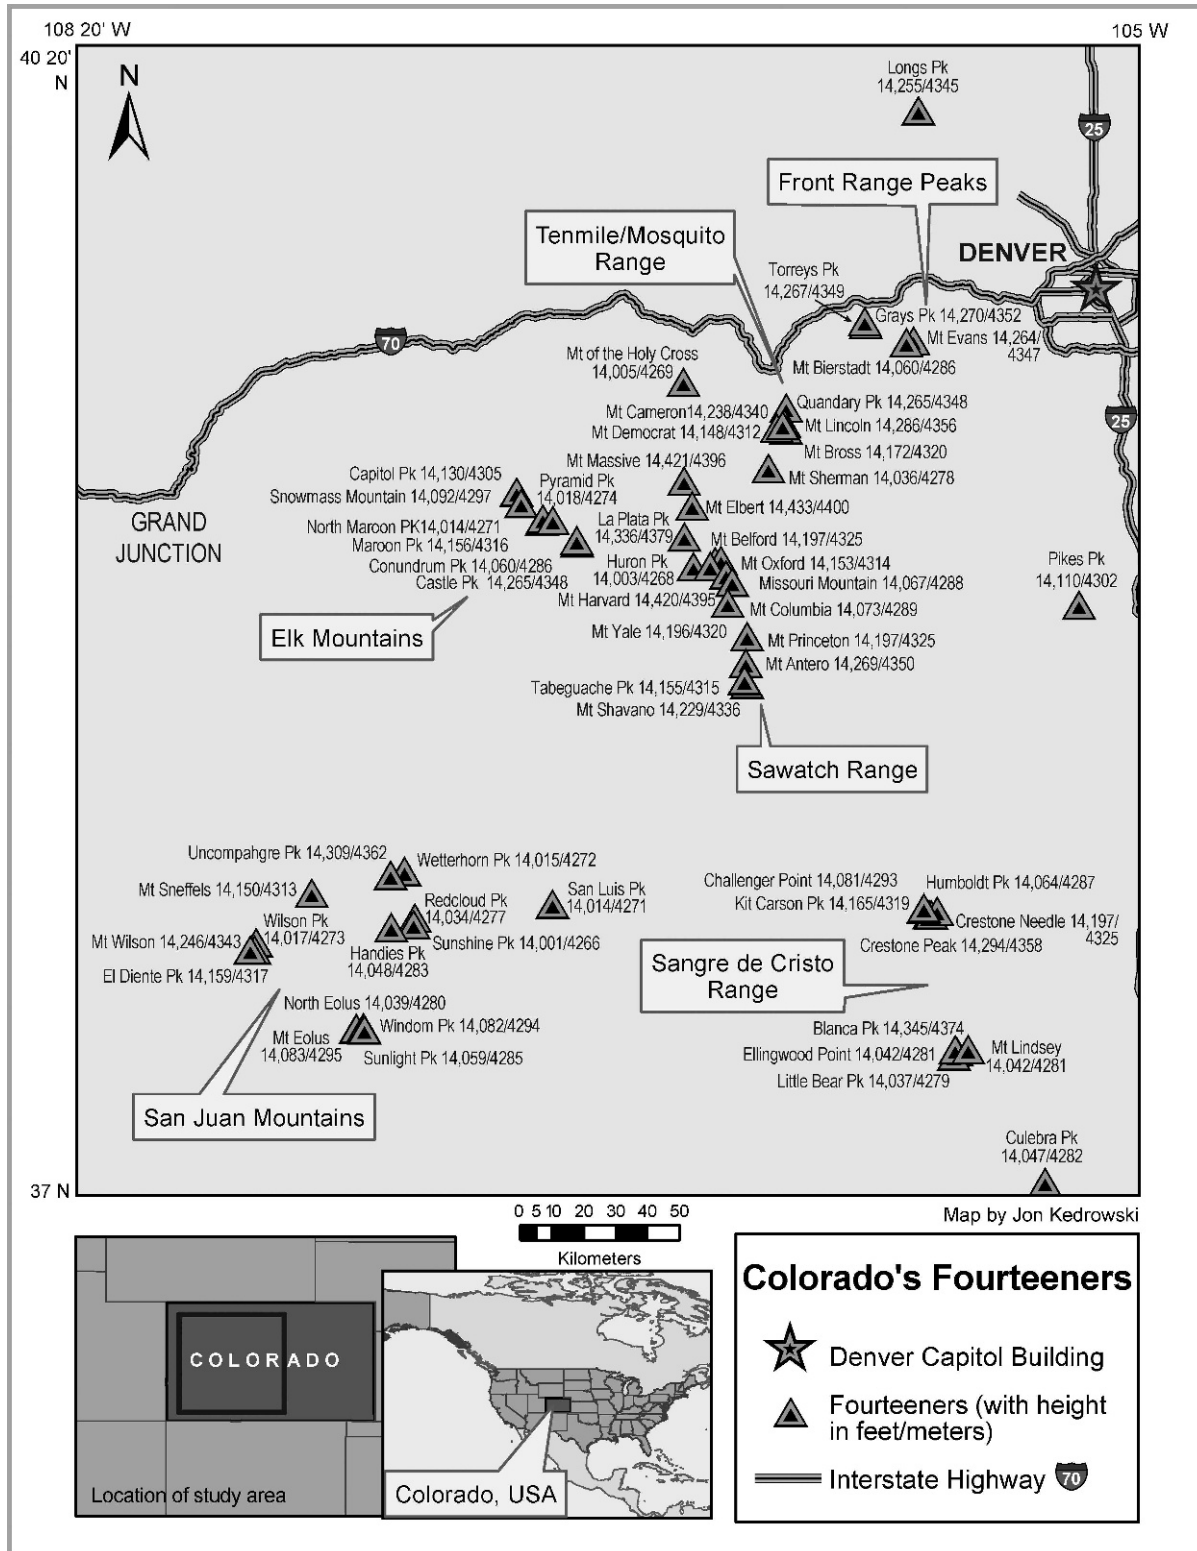 108 20' W
105 W
40 20'
N
N
Longs Pk
14,255/4345
25
Front Range Peaks
Tenmile/Mosquito
Range
DENVER
Torreys Pk
14,267/4349
Grays Pk 14,270/4352
Mt Evans 14,264/
4347
70
Mt Bierstadt 14,060/4286
Mt of the Holy Cross
14,005/4269
Quandary Pk 14,265/4348
Mt Cameron14,238/4340
Mt Lincoln 14,286/4356
Mt Democrat 14,148/4312
25
Mt Bross 14,172/4320
Mt Massive 14,421/4396
Mt Sherman 14,036/4278
Capitol Pk 14,130/4305
Pyramid Pk
14,018/4274
Snowmass Mountain 14,092/4297
Mt Elbert 14,433/4400
North Maroon PK14,014/4271
La Plata Pk
14,336/4379
Maroon Pk 14,156/4316
Mt Belford 14,197/4325
GRAND
JUNCTION
Conundrum Pk 14,060/4286
Huron Pk
14,003/4268
Mt Oxford 14,153/4314
Castle Pk 14,265/4348
Missouri Mountain 14,067/4288
Pikes Pk
14,110/4302
Mt Harvard 14,420/4395
Mt Columbia 14,073/4289
Elk Mountains
Mt Yale 14,196/4320
Mt Princeton 14,197/4325
Mt Antero 14,269/4350
Tabeguache Pk 14,155/4315
Mt Shavano 14,229/4336
Sawatch Range
Uncompahgre Pk 14,309/4362
Wetterhorn Pk 14,015/4272
Mt Sneffels 14,150/4313
San Luis Pk
14,014/4271
Challenger Point 14,081/4293
Humboldt Pk 14,064/4287
Redcloud Pk
14,034/4277
Kit Carson Pk 14,165/4319
Wilson Pk
14,017/4273
Crestone Needle 14,197/
4325
Mt Wilson 14,246/4343
Sunshine Pk 14,001/4266
Crestone Peak 14,294/4358
Handies Pk
14,048/4283
El Diente Pk 14,159/4317
Sangre de Cristo
Range
North Eolus 14,039/4280
Windom Pk 14,082/4294
Mt Eolus
14,083/4295
Sunlight Pk 14,059/4285
Blanca Pk 14,345/4374
Ellingwood Point 14,042/4281
Mt Lindsey
14,042/4281
Little Bear Pk 14,037/4279
San Juan Mountains
Culebra Pk
14,047/4282
37 N
0 5 10 20 30 40 50
Kilometers
Map by Jon Kedrowski
COLORADO
Location of study area
Colorado, USA
Colorado's Fourteeners
Denver Capitol Building
Fourteeners (with height
in feet/meters)
Interstate Highway 70